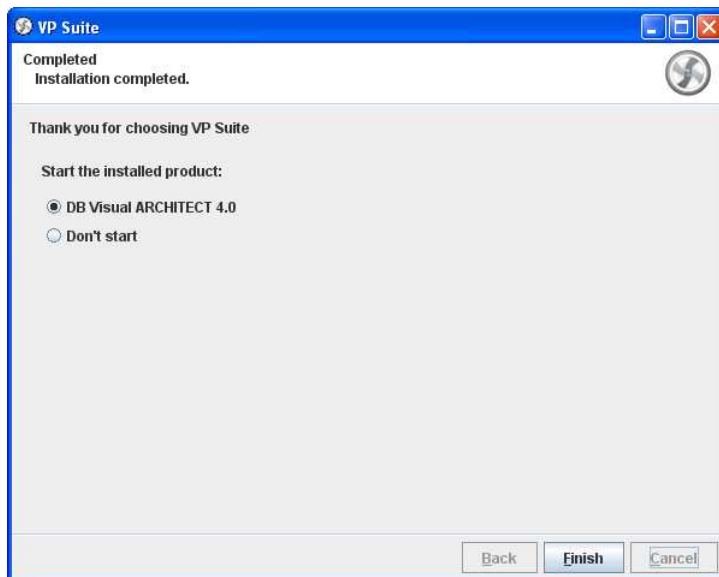 VP Suite
Completed
Installation completed.
Thank you for choosing VP Suite
Start the installed product:
DB Visual ARCHITECT 4.0
Don't start
Back
Finish
Cancel